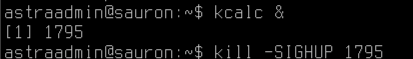 astraadmin@sauron:~$ kcalc &
[1] 1795
astraadmin@sauron:~$ kill -SIGHUP 1795